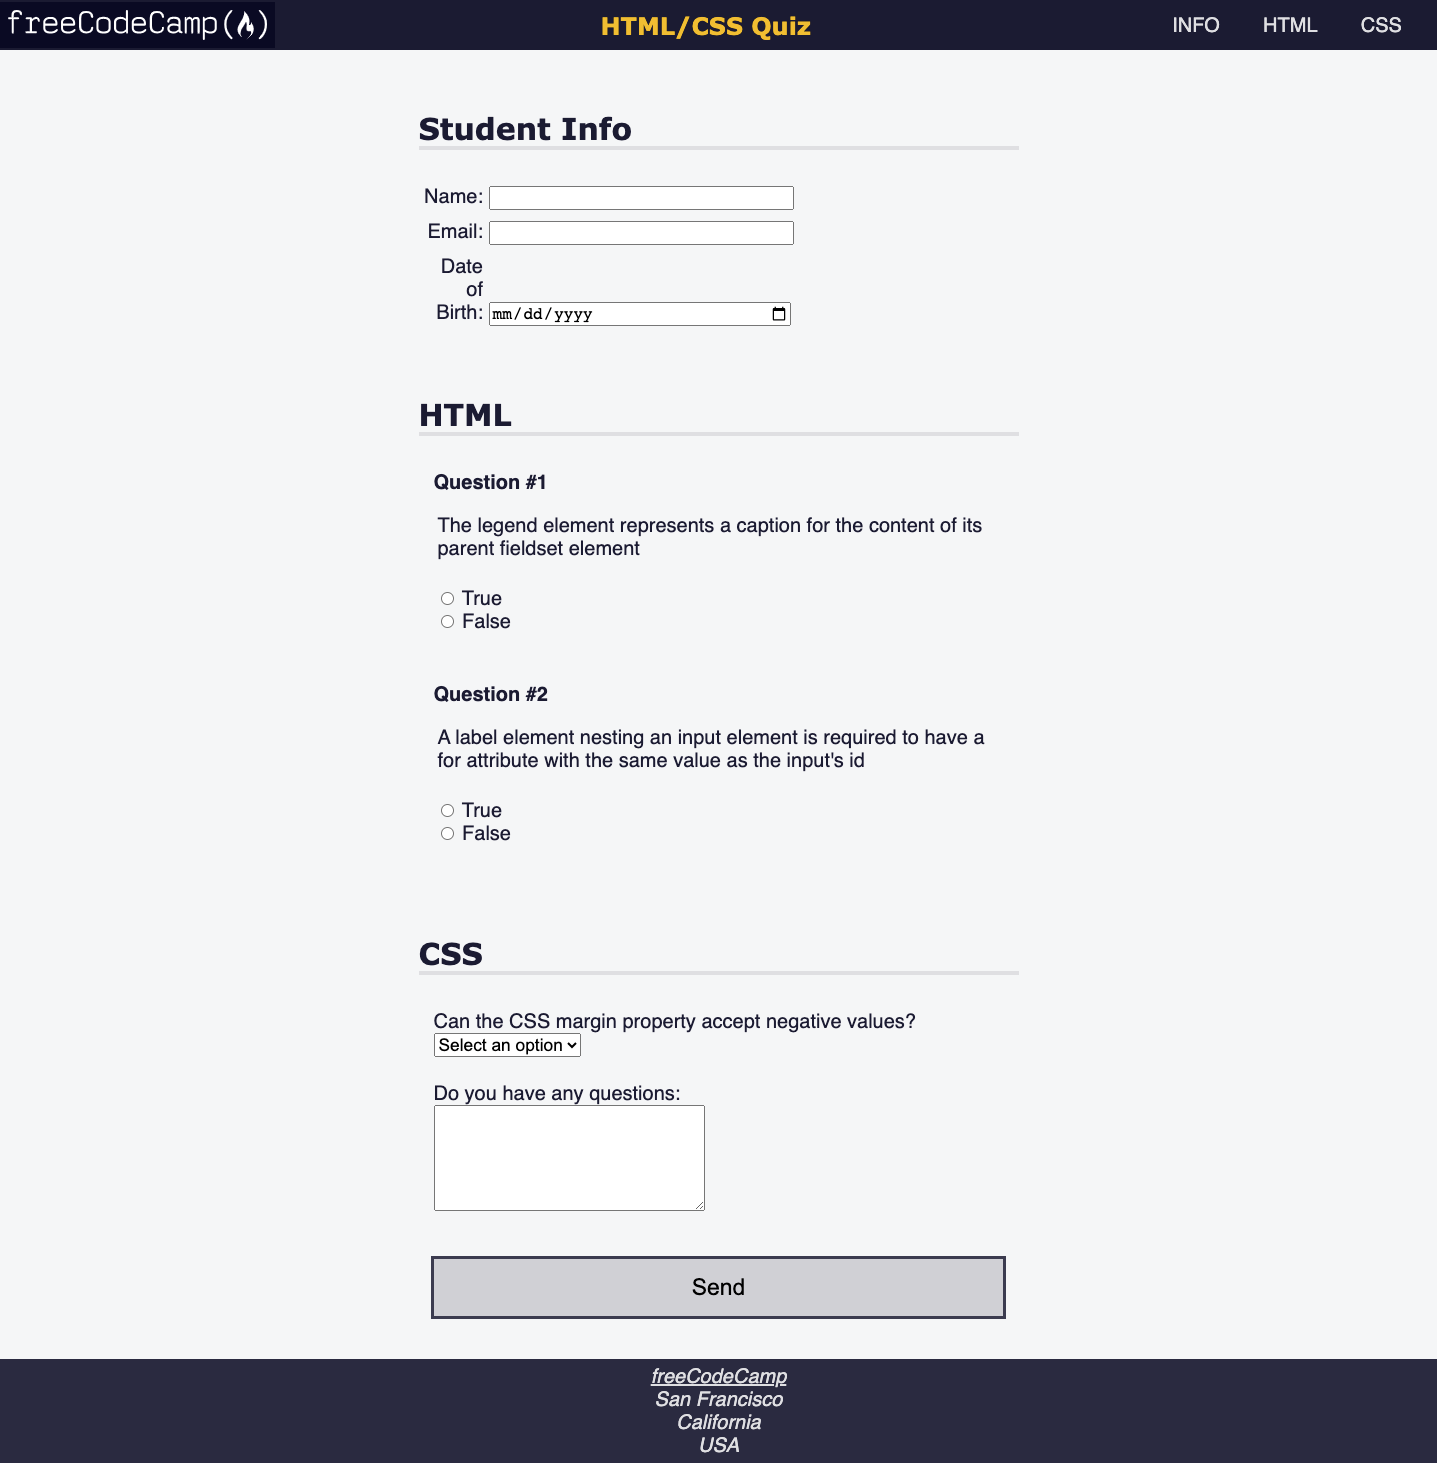 freeCodeCamp(🔥)
HTML/CSS Quiz
INFO
HTML
CSS
Student Info
Name:
Email:
Date
of
Birth:
mm/dd/yyyy
HTML
Question #1
The legend element represents a caption for the content of its
parent fieldset element
True
False
Question #2
A label element nesting an input element is required to have a
for attribute with the same value as the input's id
True
False
CSS
Can the CSS margin property accept negative values?
Select an option
Do you have any questions:
Send
freeCodeCamp
San Francisco
California
USA